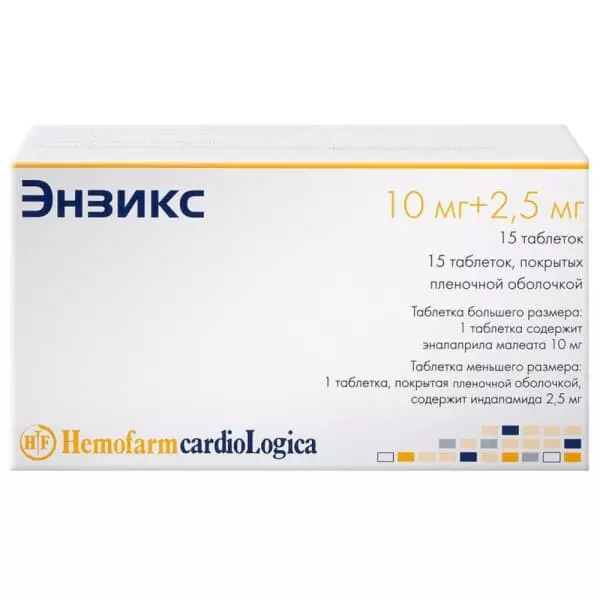 ЭНЗИКС
10 мг+2,5 мг
15 таблеток
15 таблеток, покрытых
пленочной оболочкой
Таблетка большего размера:
1 таблетка содержит
эналаприла малеата 10 мг
Таблетка меньшего размера:
1 таблетка, покрытая пленочной оболочкой,
содержит индапамида 2,5 мг
HF HemofarmcardioLogica